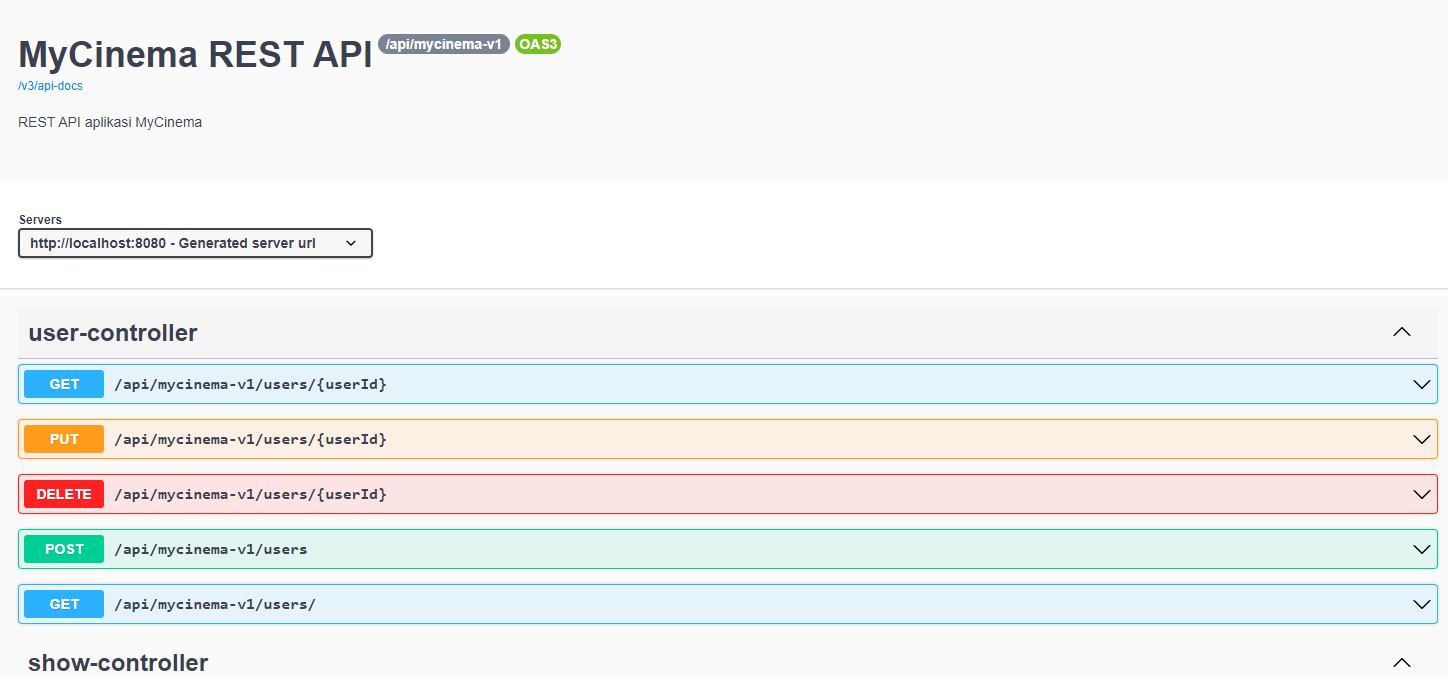 MyCinema REST API /api/mycinema-v1 OAS3
/v3/api-docs
REST API aplikasi MyCinema
Servers
http://localhost:8080 - Generated server url
user-controller
GET /api/mycinema-v1/users/{userId}
PUT /api/mycinema-v1/users/{userId}
DELETE /api/mycinema-v1/users/{userId}
POST /api/mycinema-v1/users
GET /api/mycinema-v1/users/
show-controller